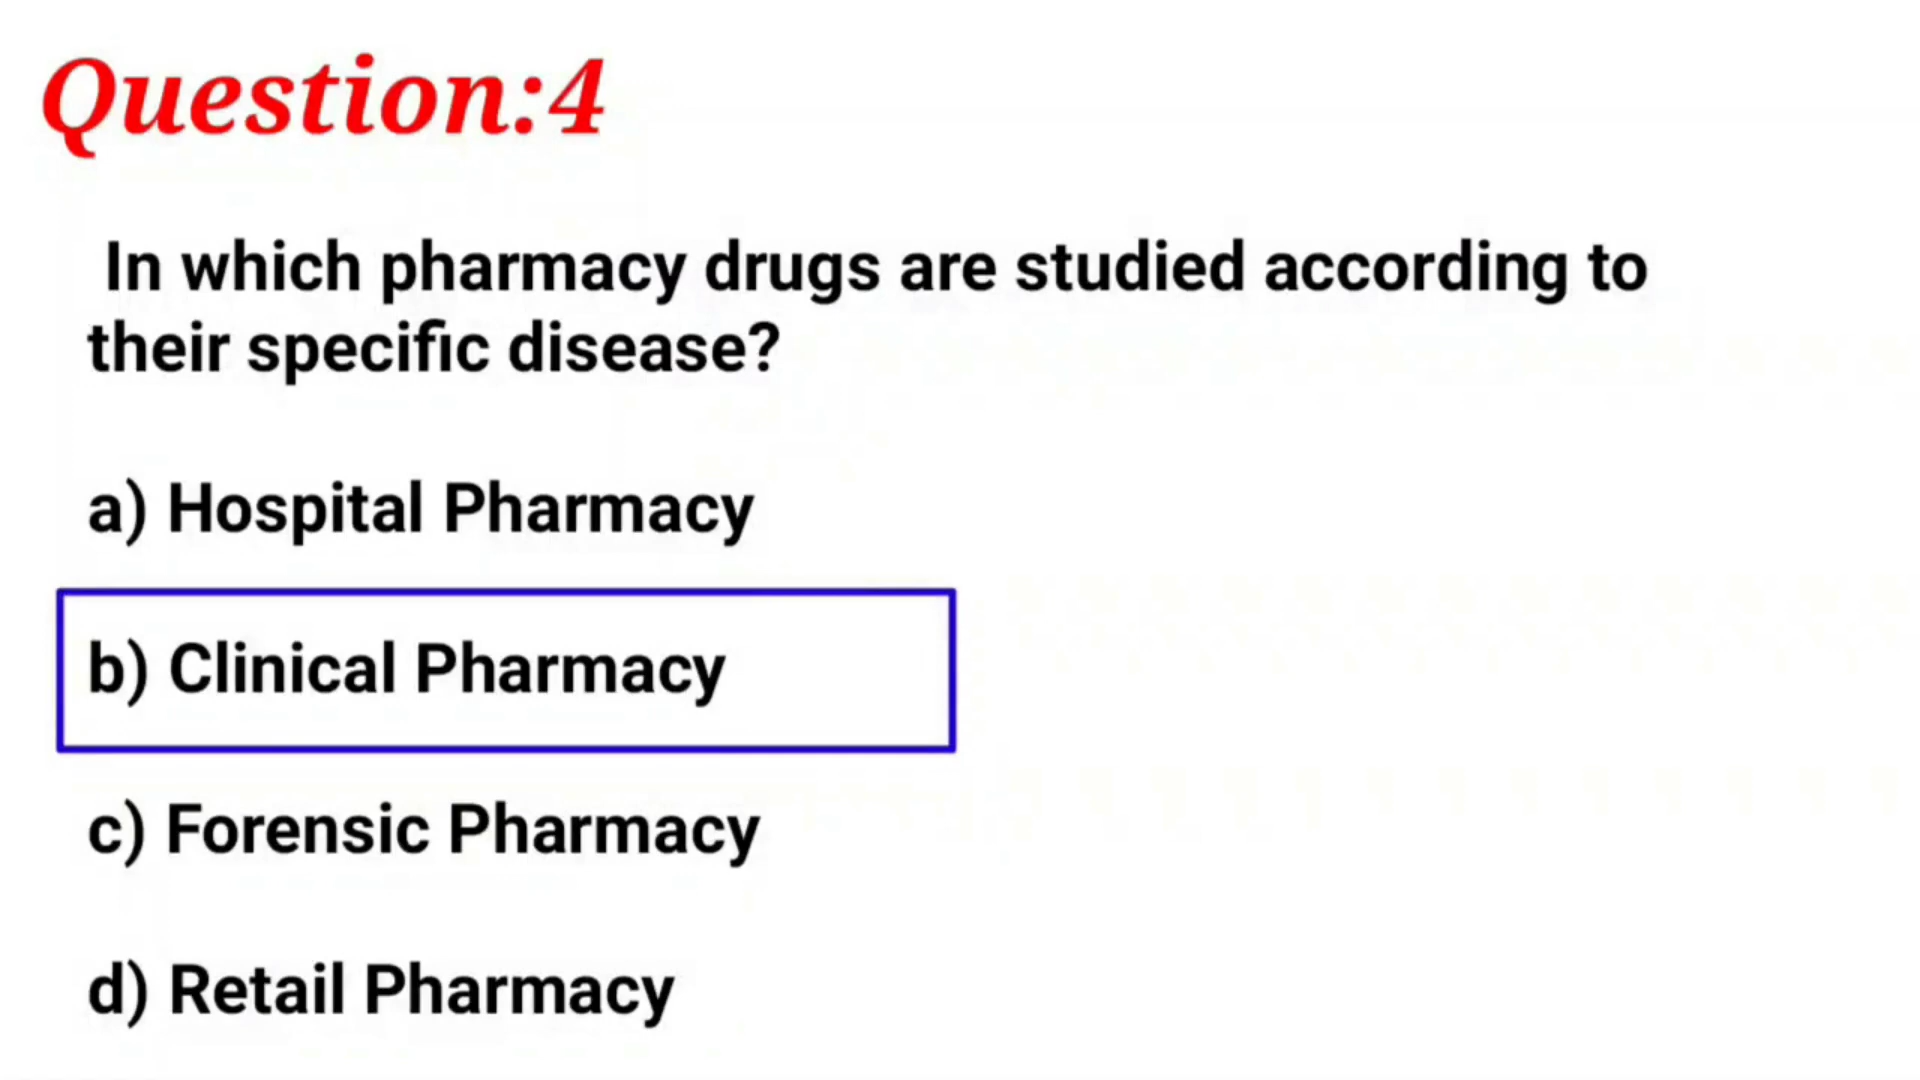 Question:4
In which pharmacy drugs are studied according to
their specific disease?
a) Hospital Pharmacy
b) Clinical Pharmacy
c) Forensic Pharmacy
d) Retail Pharmacy